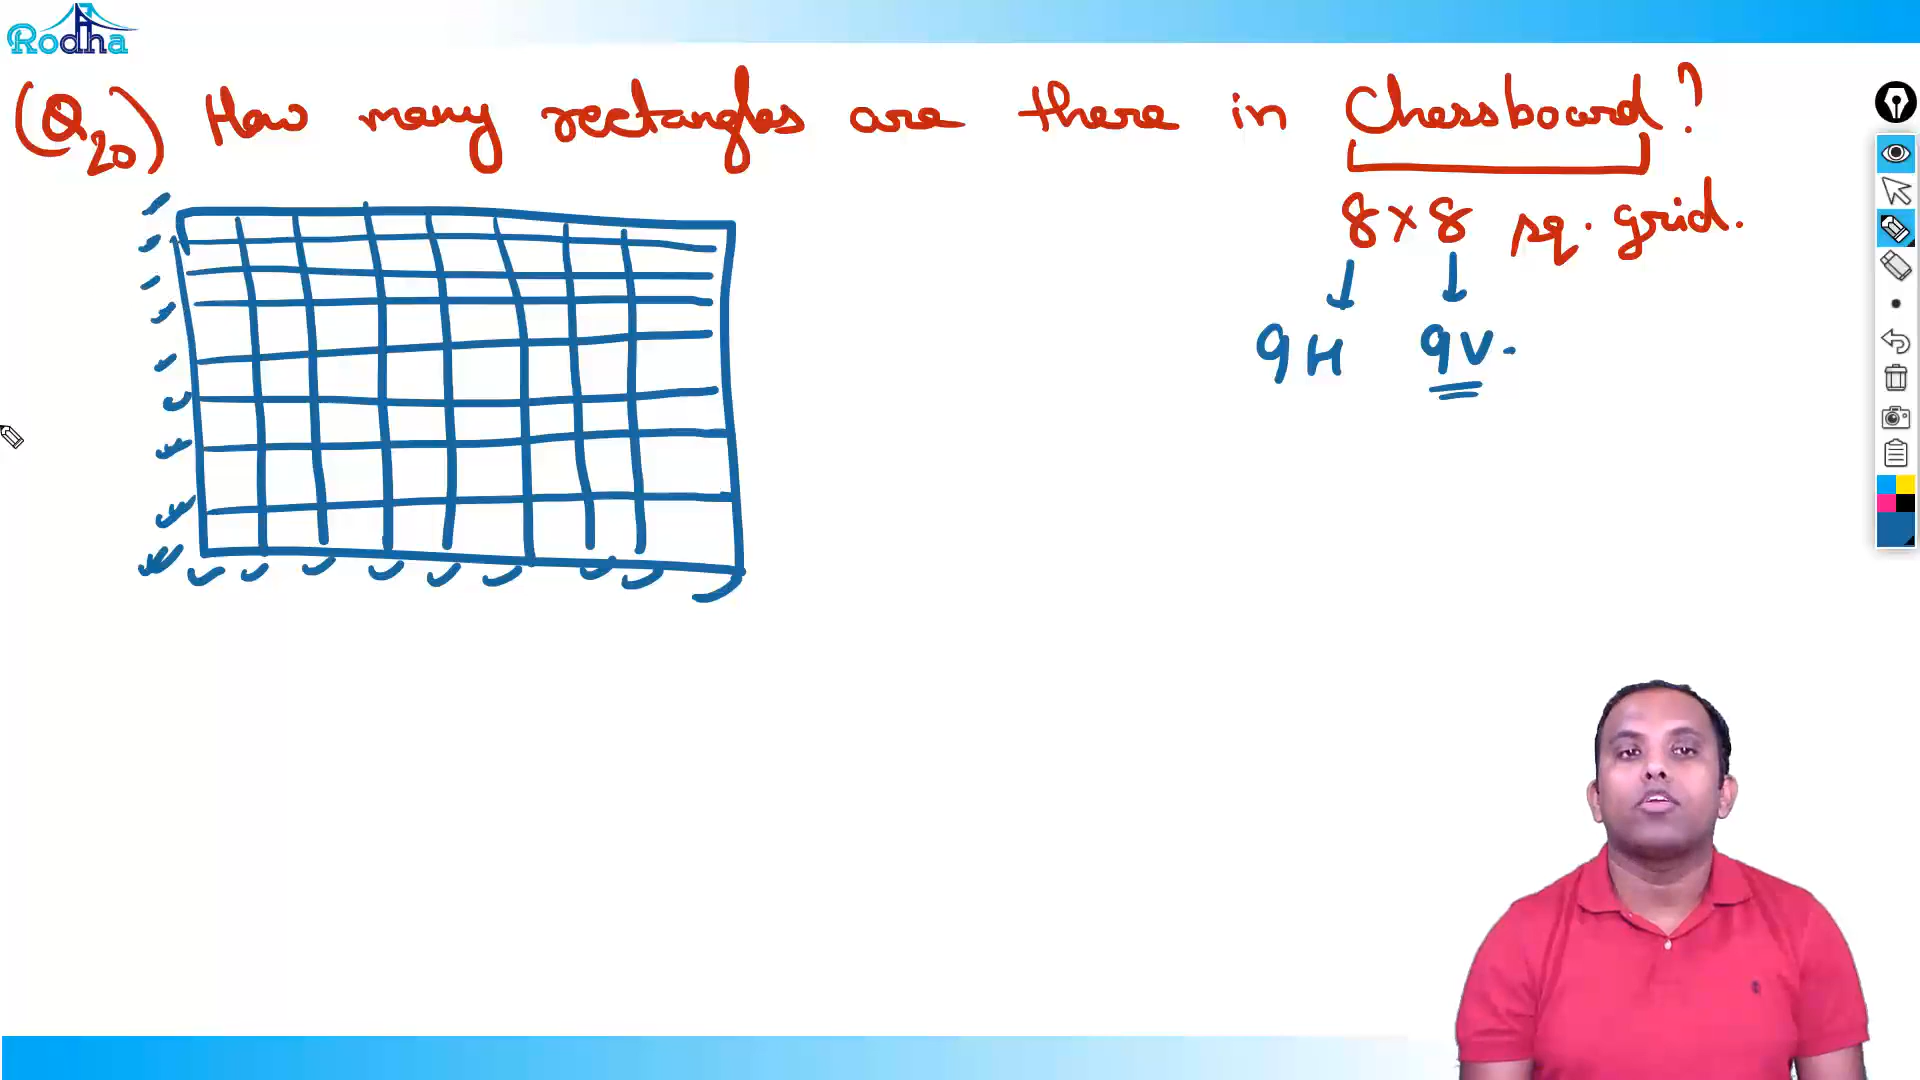 Rodha
(Q20) How many rectangles are there in Chessboard?
8 x 8 sq. grid.
9H 9V.